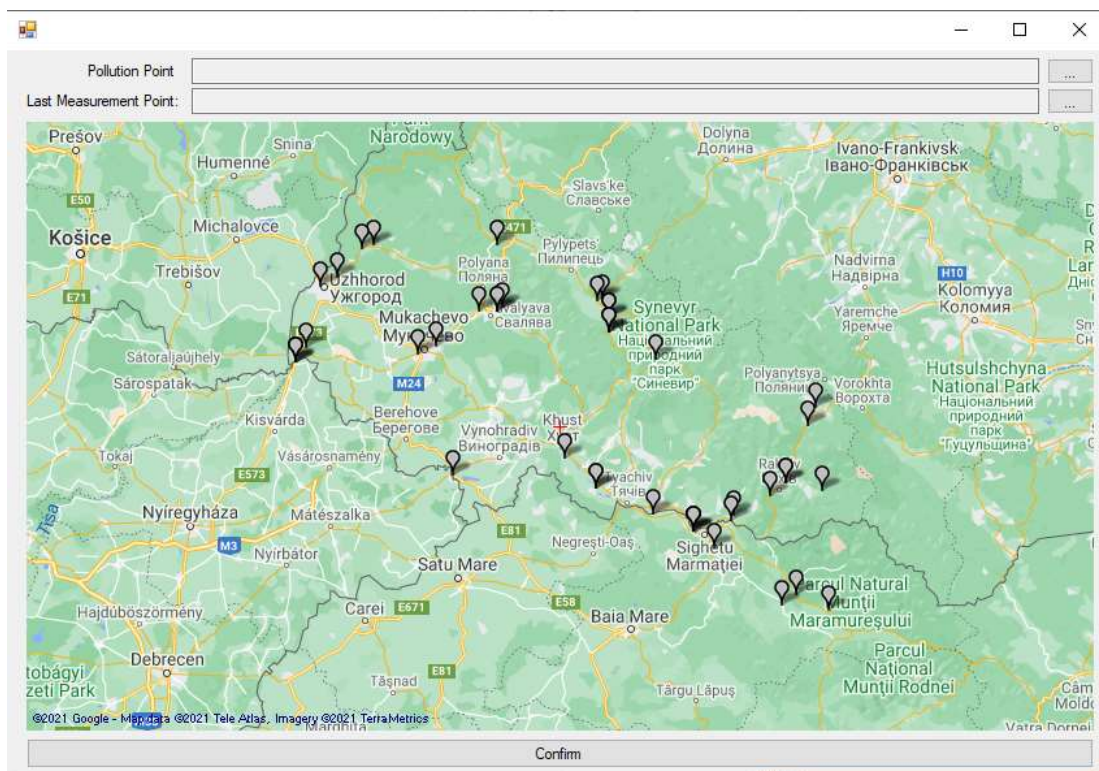 Pollution Point
...
Last Measurement Point:
...
Prešov
Snina
Narodowy
Dolyna
Долина
Ivano-Frankivsk
Івано-Франківськ
Humenné
Slavs'ke
Славське
E50
Michalovce
Košice
E471
Pylypets'
Пилипець
Polyana
Поляна
Nadvirna
Надвірна
H10
Trebišov
Uzhhorod
Ужгород
Kolomyya
Коломия
E71
Свалява
Synevyr
National Park
Національний
природний
парк
"Синевир"
Yaremche
Яремче
Mukachevo
Sátoraljaújhely
Polyanytsya
Vorokhta
Ворохта
Hutsulshchyna
National Park
Національний
природний
парк
"Гуцульщина"
Sárospatak
M24
Berehove
Берегове
Kisvárda
Vynohradiv
Виноградів
Khust
Tokaj
Vásárosnamény
E573
Tyachiv
Тячів
Tisa
Nyíregyháza
Mátészalka
E81
M3
Nyírbátor
Negrești-Oaș
Sighetu
Marmației
Satu Mare
Parcul Natural
Munții
Maramureșului
Hajdúböszörmény
Carei
E671
E58
Baia Mare
Parcul
Național
Munții Rodnei
Debrecen
E81
Tășnad
Târgu Lăpuș
©2021 Google - Map data ©2021 Tele Atlas, Imagery ©2021 TerraMetrics
Vatra Dornei
Confirm